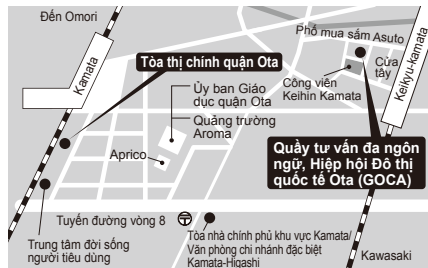 Đến Omori
Phố mua sắm Asuto
Kamata
Tòa thị chính quận Ota
Cửa
tây
Keikyu-kamata
Ủy ban Giáo
dục quận Ota
Công viên
Keihin Kamata
Quảng trường
Aroma
Aprico
Quầy tư vấn đa ngôn
ngữ, Hiệp hội Đô thị
quốc tế Ota (GOCA)
Tuyến đường vòng 8
〒
Trung tâm đời sống
người tiêu dùng
Tòa nhà chính phủ khu vực Kamata/
Văn phòng chi nhánh đặc biệt
Kamata-Higashi
Kawasaki